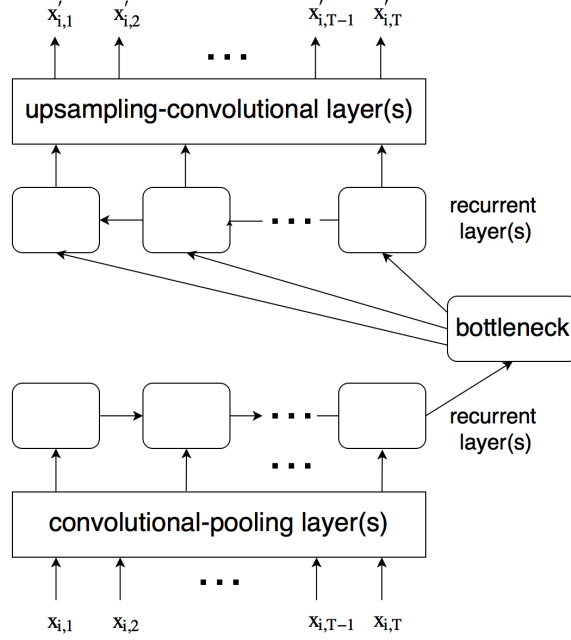 x′i,1 x′i,2 ... x′i,T−1 x′i,T
upsampling-convolutional layer(s)
... recurrent
layer(s)
bottleneck
... recurrent
layer(s)
...
convolutional-pooling layer(s)
...
xi,1 xi,2 xi,T−1 xi,T